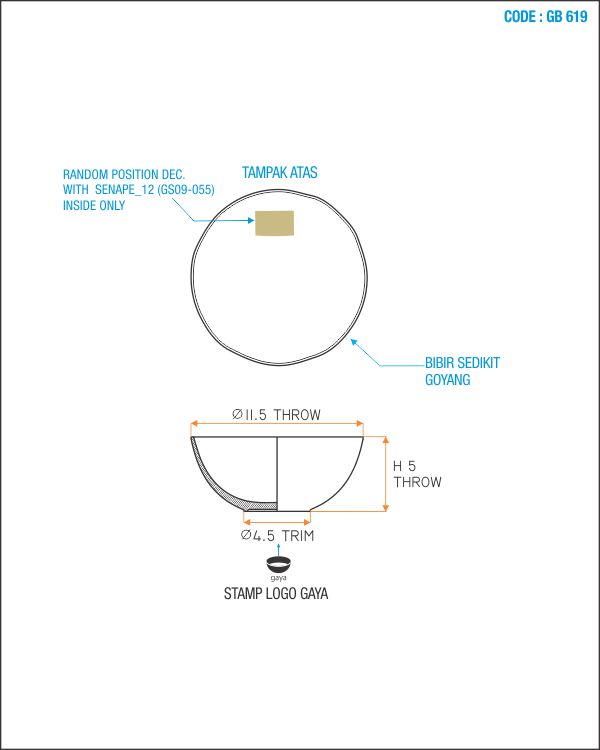 CODE : GB 619
TAMPAK ATAS
RANDOM POSITION DEC.
WITH SENAPE_12 (GS09-055)
INSIDE ONLY
BIBIR SEDIKIT
GOYANG
Ø11.5 THROW
H 5
THROW
Ø4.5 TRIM
gaya
STAMP LOGO GAYA